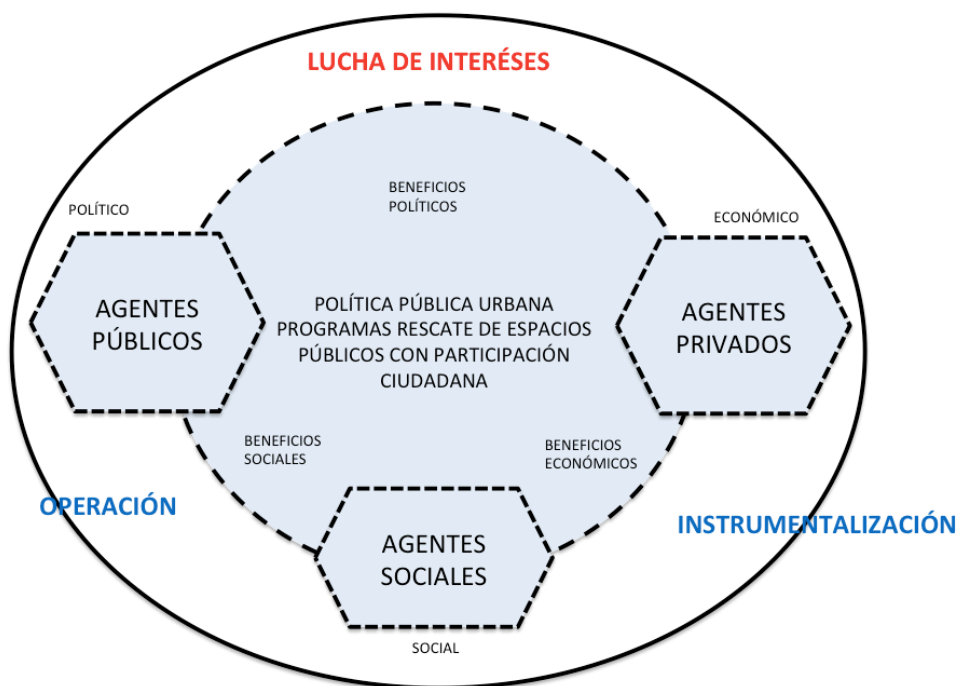 LUCHA DE INTERÉSES
BENEFICIOS
POLÍTICOS
POLÍTICO
ECONÓMICO
AGENTES
PÚBLICOS
POLÍTICA PÚBLICA URBANA
PROGRAMAS RESCATE DE ESPACIOS
PÚBLICOS CON PARTICIPACIÓN
CIUDADANA
AGENTES
PRIVADOS
BENEFICIOS
SOCIALES
BENEFICIOS
ECONÓMICOS
OPERACIÓN
INSTRUMENTALIZACIÓN
AGENTES
SOCIALES
SOCIAL